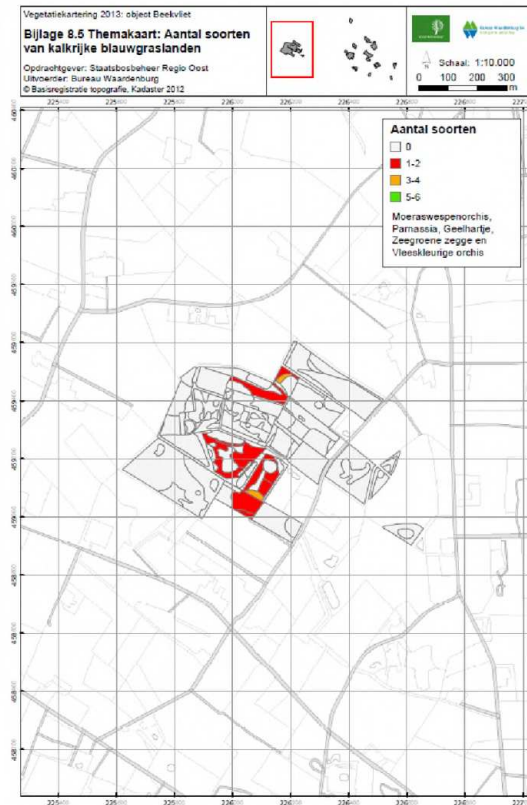 Vegetatiekartering 2013: object Beekvliet
Bijlage 8.5 Themakaart: Aantal soorten
van kalkrijke blauwgraslanden
Opdrachtgever: Staatsbosbeheer Regio Oost
Uitvoerder: Bureau Waardenburg
© Basisregistratie topografie, Kadaster 2012
Schaal: 1:10.000
0 100 200 300
m
Aantal soorten
0
1-2
3-4
5-6
Moeraswespenorchis,
Parnassia, Geelhartje,
Zeegroene zegge en
Vleeskleurige orchis